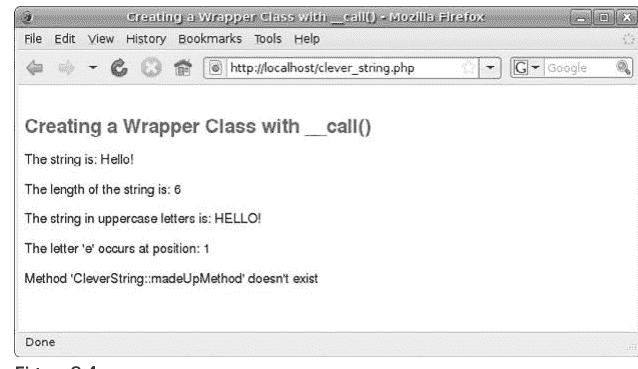 Creating a Wrapper Class with __call() - Mozilla Firefox
File Edit View History Bookmarks Tools Help
http://localhost/clever_string.php
G Google
Creating a Wrapper Class with __call()
The string is: Hello!
The length of the string is: 6
The string in uppercase letters is: HELLO!
The letter 'e' occurs at position: 1
Method 'CleverString::madeUpMethod' doesn't exist
Done